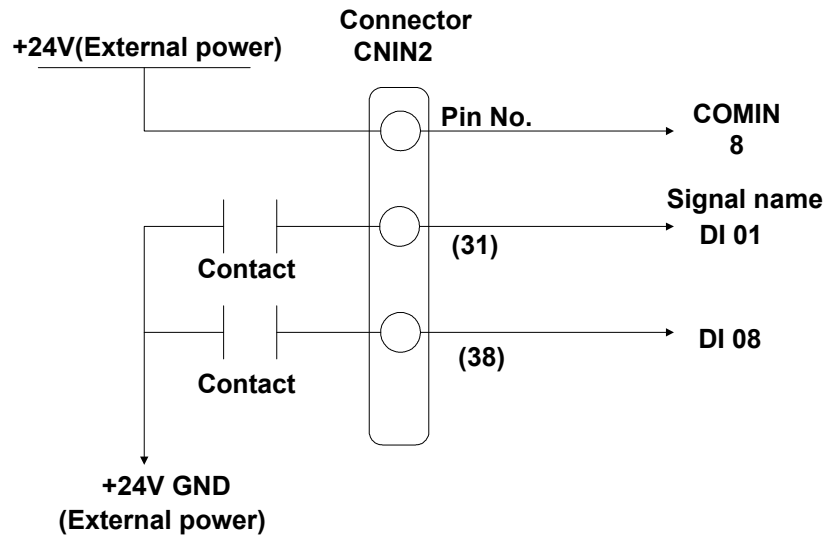 Connector
CNIN2
+24V(External power)
Pin No.
COMIN
8
Signal name
DI 01
(31)
Contact
DI 08
(38)
Contact
+24V GND
(External power)